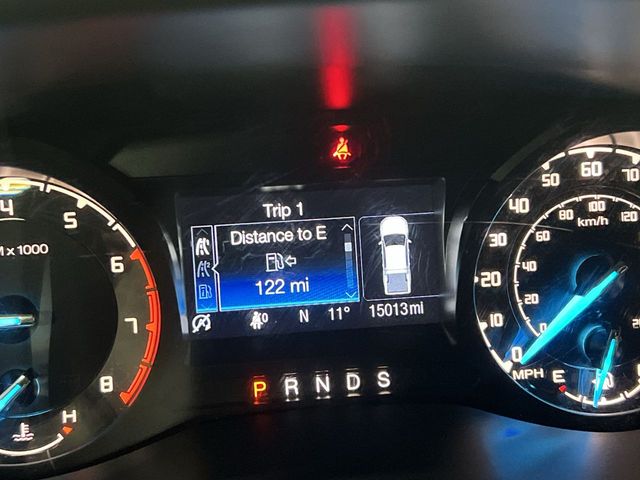 Trip 1
Distance to E
122 mi
N 11° 15013mi
P R N D S
4 5 6 7 8
M x 1000
H
0 10 20 30 40 50 60 70
20 40 60 80 100 120
km/h
MPH
E